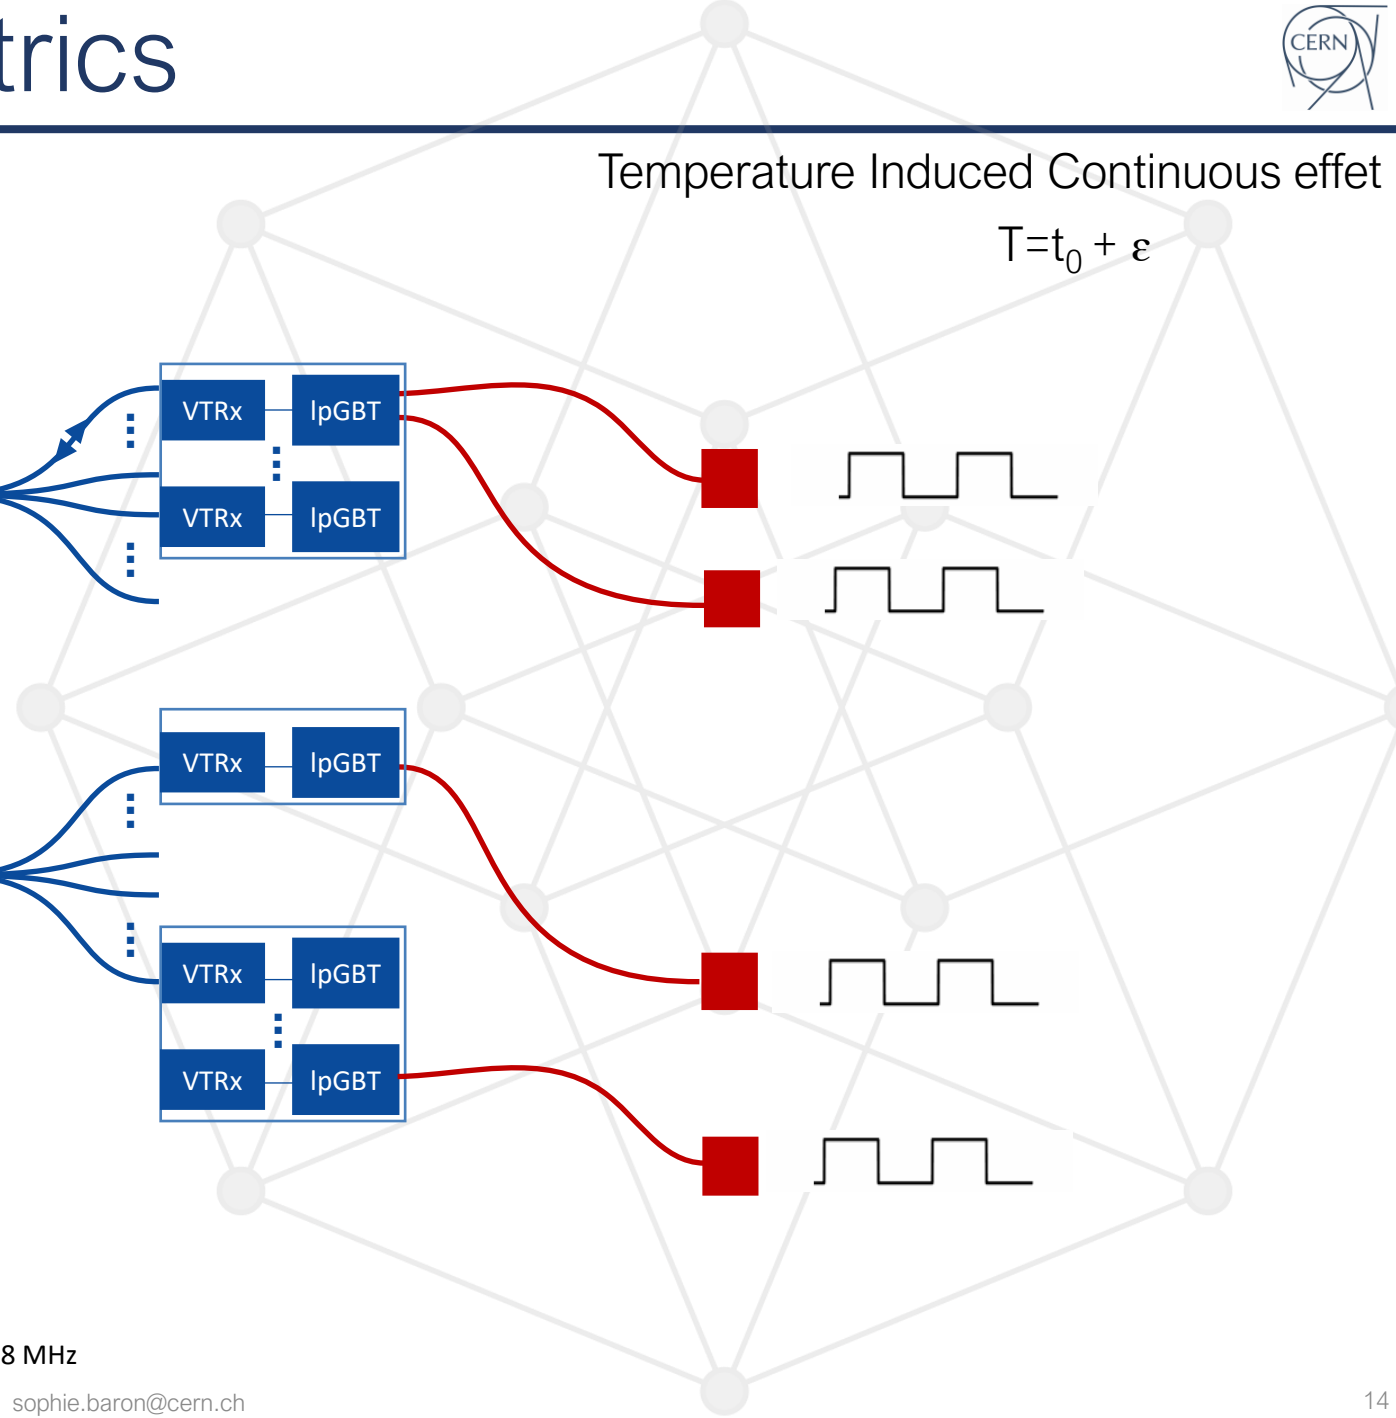 trics
CERN
Temperature Induced Continuous effet
T=t₀ + ε
VTRx lpGBT
VTRx lpGBT
VTRx lpGBT
VTRx lpGBT
VTRx lpGBT
8 MHz
sophie.baron@cern.ch
14